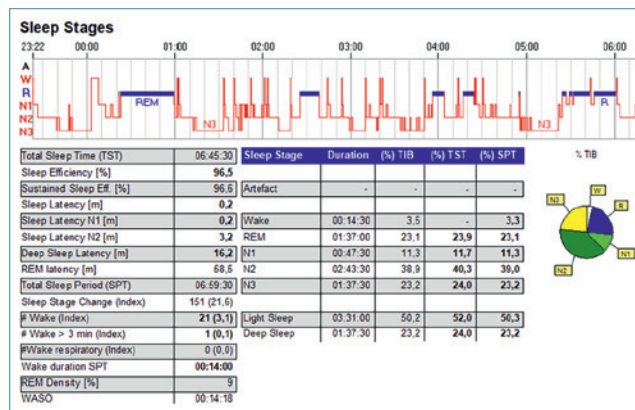 Sleep Stages
23:22 00:00 01:00 02:00 03:00 04:00 05:00 06:00
A
W
R
N1
N2
N3
REM
N3
N3
R
Total Sleep Time (TST) 06:45:30
Sleep Efficiency [%] 96,5
Sustained Sleep Eff. [%] 96,6
Sleep Latency [m] 0,2
Sleep Latency N1 [m] 0,2
Sleep Latency N2 [m] 3,2
Deep Sleep Latency [m] 16,2
REM latency [m] 58,5
Total Sleep Period (SPT) 06:59:30
Sleep Stage Change (Index) 151 (21,6)
# Wake (Index) 21 (3,1)
# Wake > 3 min (Index) 1 (0,1)
#Wake respiratory (Index) 0 (0,0)
Wake duration SPT 00:14:00
REM Density [%] 9
WASO 00:14:18
Sleep Stage Duration (%) TIB (%) TST (%) SPT
Artefact - - - -
Wake 00:14:30 3,5 - 3,3
REM 01:37:00 23,1 23,9 23,1
N1 00:47:30 11,3 11,7 11,3
N2 02:43:30 38,9 40,3 39,0
N3 01:37:30 23,2 24,0 23,2
Light Sleep 03:31:00 50,2 52,0 50,3
Deep Sleep 01:37:30 23,2 24,0 23,2
% TIB
W
N3
R
N1
N2